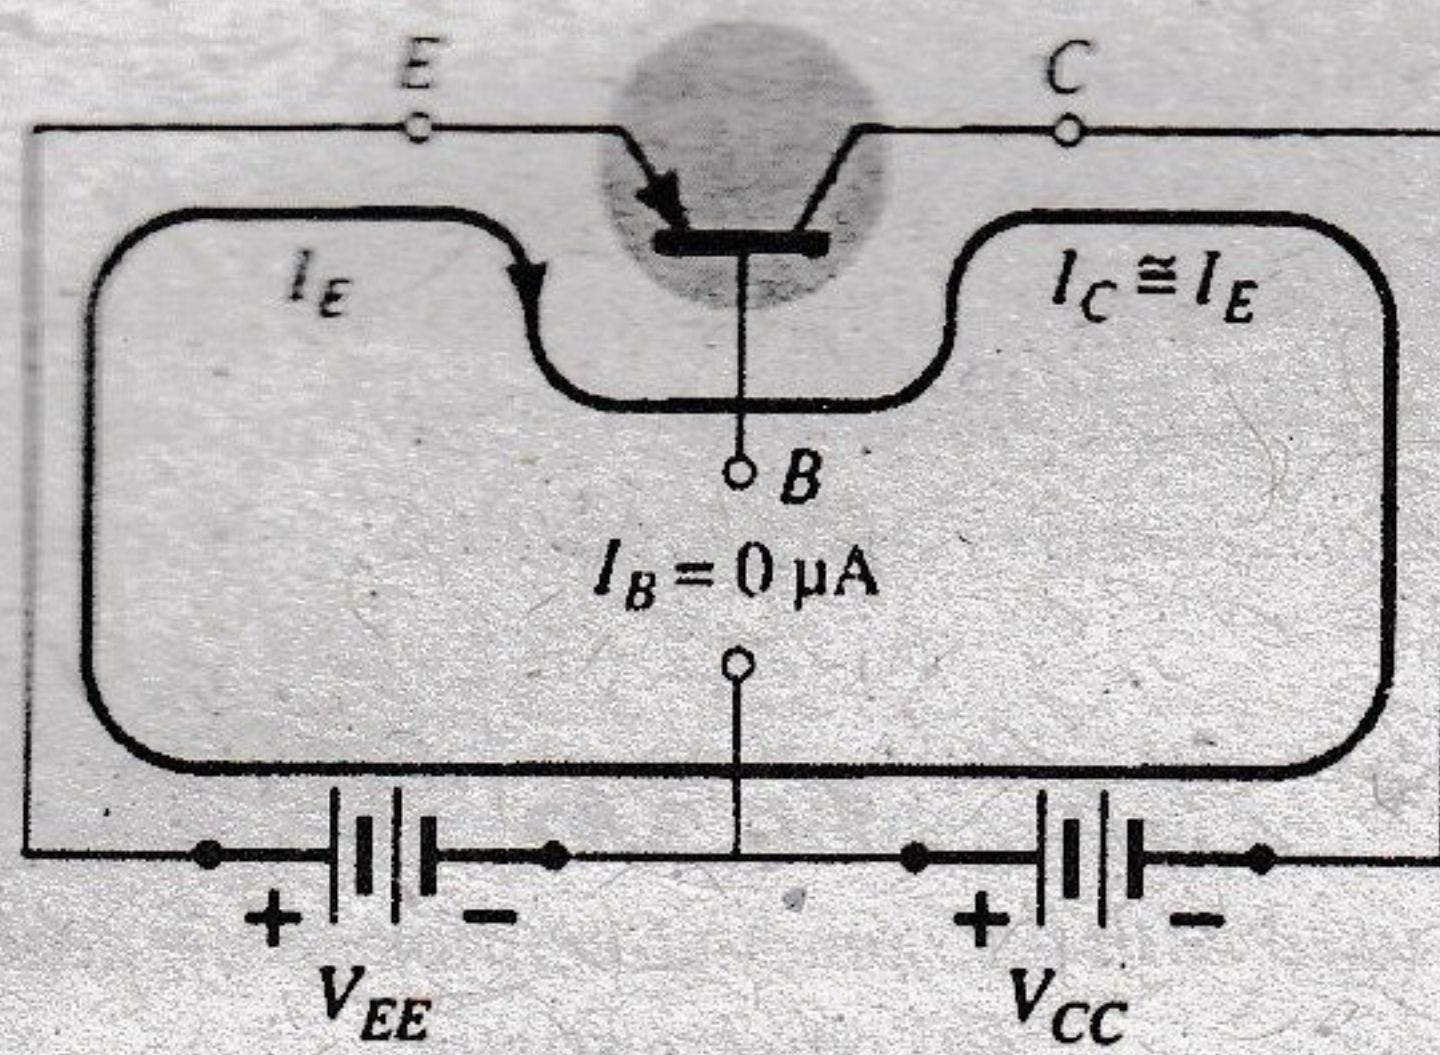 E
C
I_E
I_C ≅ I_E
B
I_B = 0 μA
+ −
+ −
V_EE
V_CC